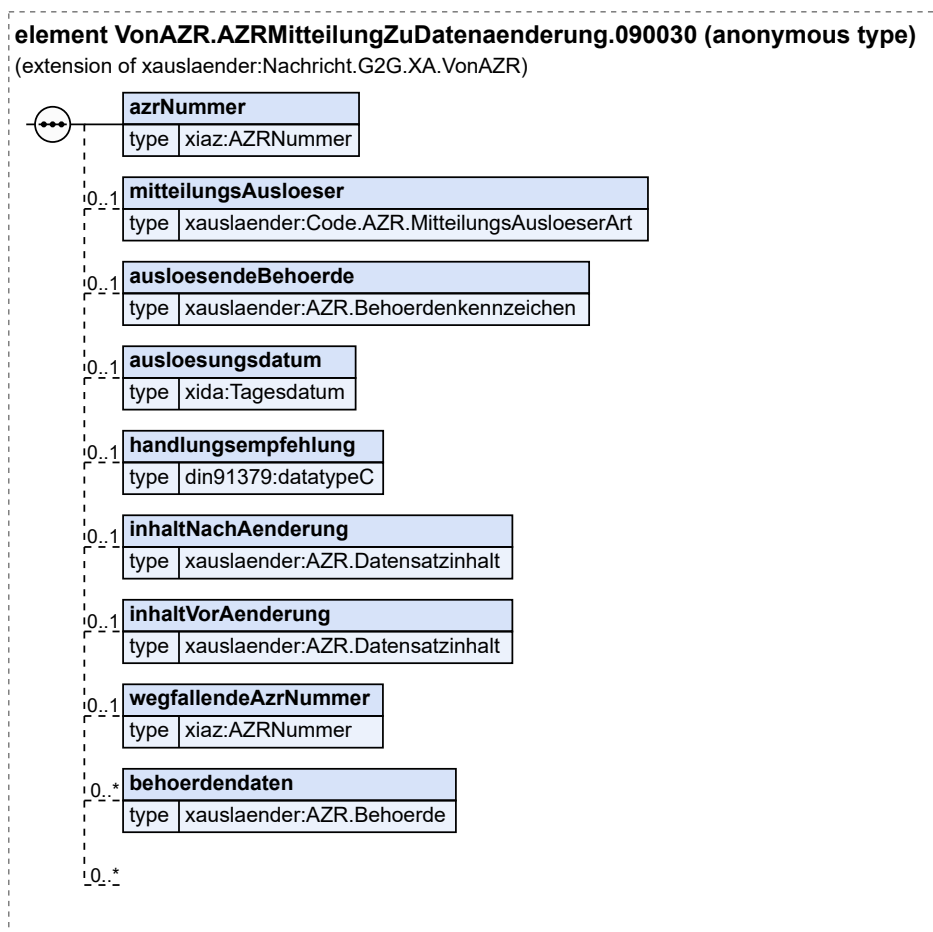 element VonAZR.AZRMitteilungZuDatenaenderung.090030 (anonymous type)
(extension of xauslaender:Nachricht.G2G.XA.VonAZR)
azrNummer
type xiaz:AZRNummer
0..1 mitteilungsAusloeser
type xauslaender:Code.AZR.MitteilungsAusloeserArt
0..1 ausloesendeBehoerde
type xauslaender:AZR.Behoerdenkennzeichen
0..1 ausloesungsdatum
type xida:Tagesdatum
0..1 handlungsempfehlung
type din91379:datatypeC
0..1 inhaltNachAenderung
type xauslaender:AZR.Datensatzinhalt
0..1 inhaltVorAenderung
type xauslaender:AZR.Datensatzinhalt
0..1 wegfallendeAzrNummer
type xiaz:AZRNummer
0..* behoerdendaten
type xauslaender:AZR.Behoerde
0..*